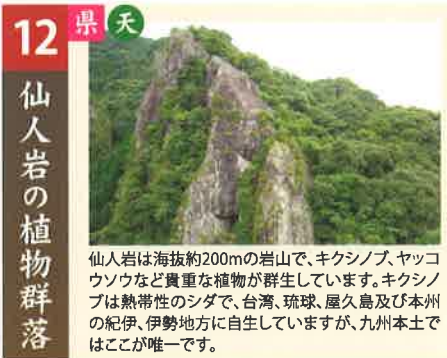 12
県
天
仙人岩の植物群落
仙人岩は海抜約200mの岩山で、キクシノブ、ヤッコ
ウソウなど貴重な植物が群生しています。キクシノ
ブは熱帯性のシダで、台湾、琉球、屋久島及び本州
の紀伊、伊勢地方に自生していますが、九州本土で
はここが唯一です。